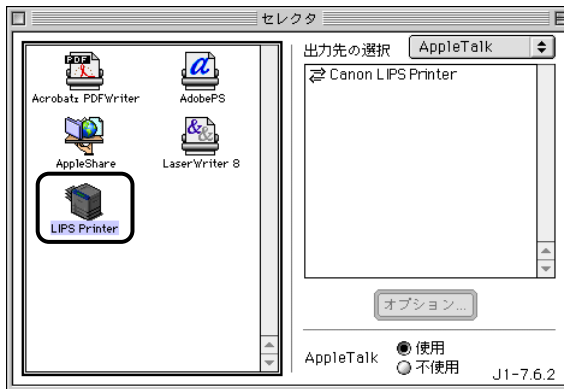 セレクタ
Acrobat™ PDFWriter
AdobePS
AppleShare
LaserWriter 8
LIPS Printer
出力先の選択
AppleTalk
Canon LIPS Printer
オプション...
AppleTalk
使用
不使用
J1-7.6.2